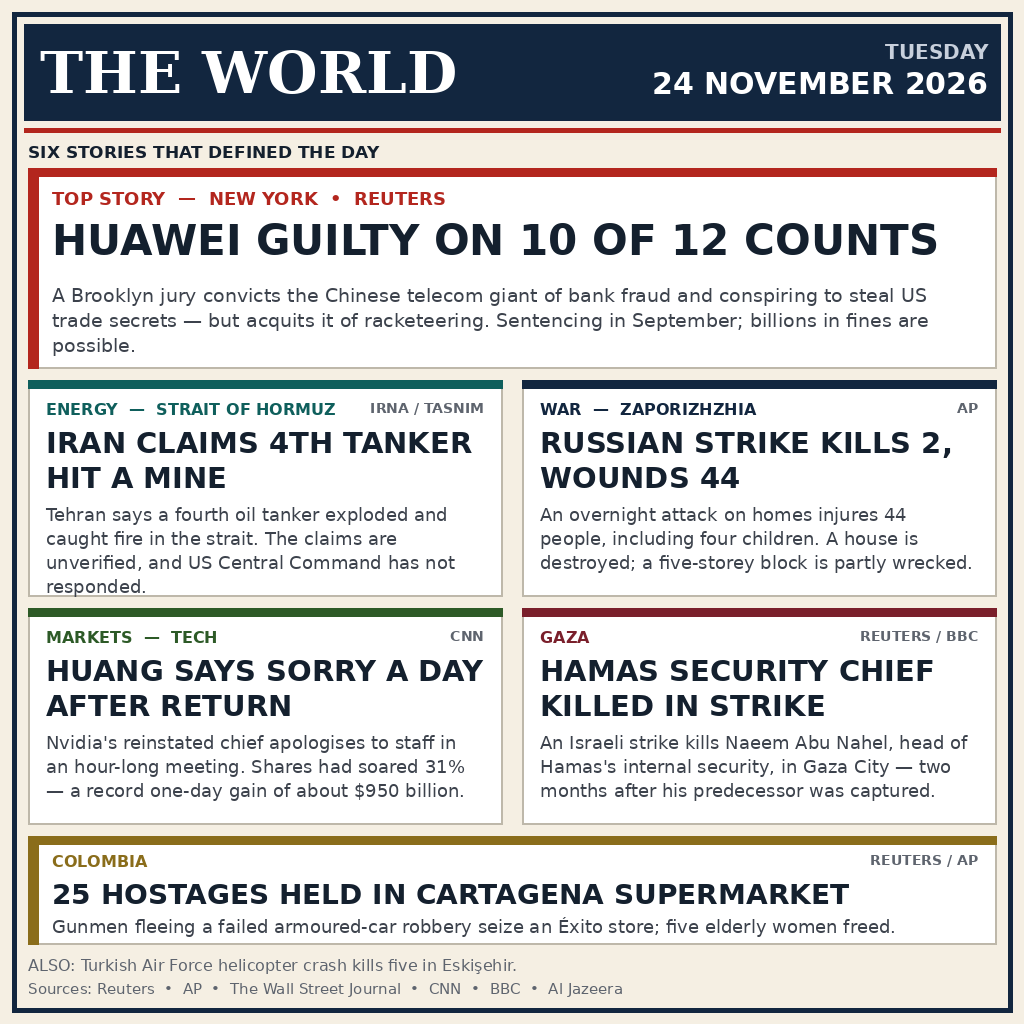 THE WORLD
TUESDAY
24 NOVEMBER 2026
SIX STORIES THAT DEFINED THE DAY
TOP STORY — NEW YORK • REUTERS
HUAWEI GUILTY ON 10 OF 12 COUNTS
A Brooklyn jury convicts the Chinese telecom giant of bank fraud and conspiring to steal US
trade secrets — but acquits it of racketeering. Sentencing in September; billions in fines are
possible.
ENERGY — STRAIT OF HORMUZ IRNA / TASNIM
IRAN CLAIMS 4TH TANKER
HIT A MINE
Tehran says a fourth oil tanker exploded and
caught fire in the strait. The claims are
unverified, and US Central Command has not
responded.
WAR — ZAPORIZHZHIA AP
RUSSIAN STRIKE KILLS 2,
WOUNDS 44
An overnight attack on homes injures 44
people, including four children. A house is
destroyed; a five-storey block is partly wrecked.
MARKETS — TECH CNN
HUANG SAYS SORRY A DAY
AFTER RETURN
Nvidia's reinstated chief apologises to staff in
an hour-long meeting. Shares had soared 31%
— a record one-day gain of about $950 billion.
GAZA REUTERS / BBC
HAMAS SECURITY CHIEF
KILLED IN STRIKE
An Israeli strike kills Naeem Abu Nahel, head of
Hamas's internal security, in Gaza City — two
months after his predecessor was captured.
COLOMBIA REUTERS / AP
25 HOSTAGES HELD IN CARTAGENA SUPERMARKET
Gunmen fleeing a failed armoured-car robbery seize an Éxito store; five elderly women freed.
ALSO: Turkish Air Force helicopter crash kills five in Eskişehir.
Sources: Reuters • AP • The Wall Street Journal • CNN • BBC • Al Jazeera